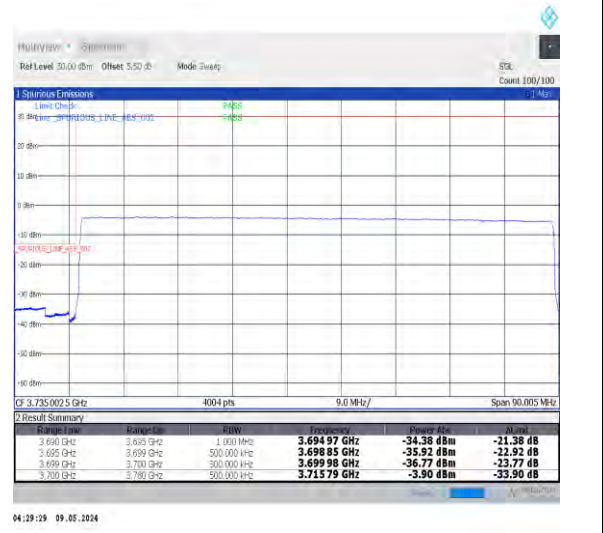 MultiView Spectrum
Ref Level 30.00 dBm Offset 5.50 dB Mode Sweep SGL
Count 100/100
1 Spurious Emissions
Limit Check PASS
30 dBm Line _SPURIOUS_LINE_ABS_002 PASS
20 dBm
10 dBm
0 dBm
-10 dBm
_SPURIOUS_LINE_ABS_002
-20 dBm
-30 dBm
-40 dBm
-50 dBm
-60 dBm
CF 3.7350025 GHz 4004 pts 9.0 MHz/ Span 90.005 MHz
2 Result Summary
Range Low Range Up RBW Frequency Power Abs ΔLimit
3.690 GHz 3.695 GHz 1.000 MHz 3.694 97 GHz -34.38 dBm -21.38 dB
3.695 GHz 3.699 GHz 500.000 kHz 3.698 85 GHz -35.92 dBm -22.92 dB
3.699 GHz 3.700 GHz 300.000 kHz 3.699 98 GHz -36.77 dBm -23.77 dB
3.700 GHz 3.780 GHz 500.000 kHz 3.715 79 GHz -3.90 dBm -33.90 dB
04:29:29 09.05.2024